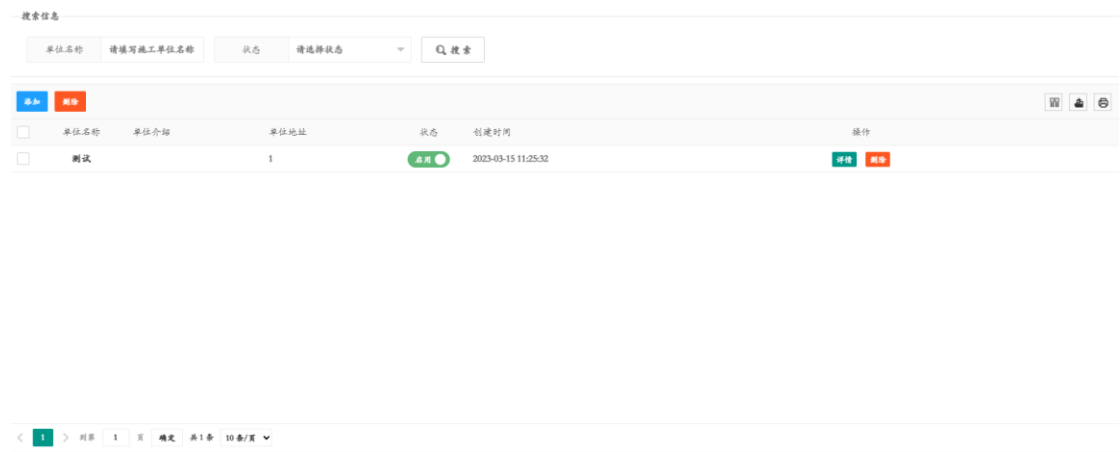 搜索信息
单位名称 请填写施工单位名称 状态 请选择状态 搜索
添加 删除
单位名称 单位介绍 单位地址 状态 创建时间 操作
测试 1 启用 2023-03-15 11:25:32 详情 删除
1 到第 1 页 确定 共1条 10条/页